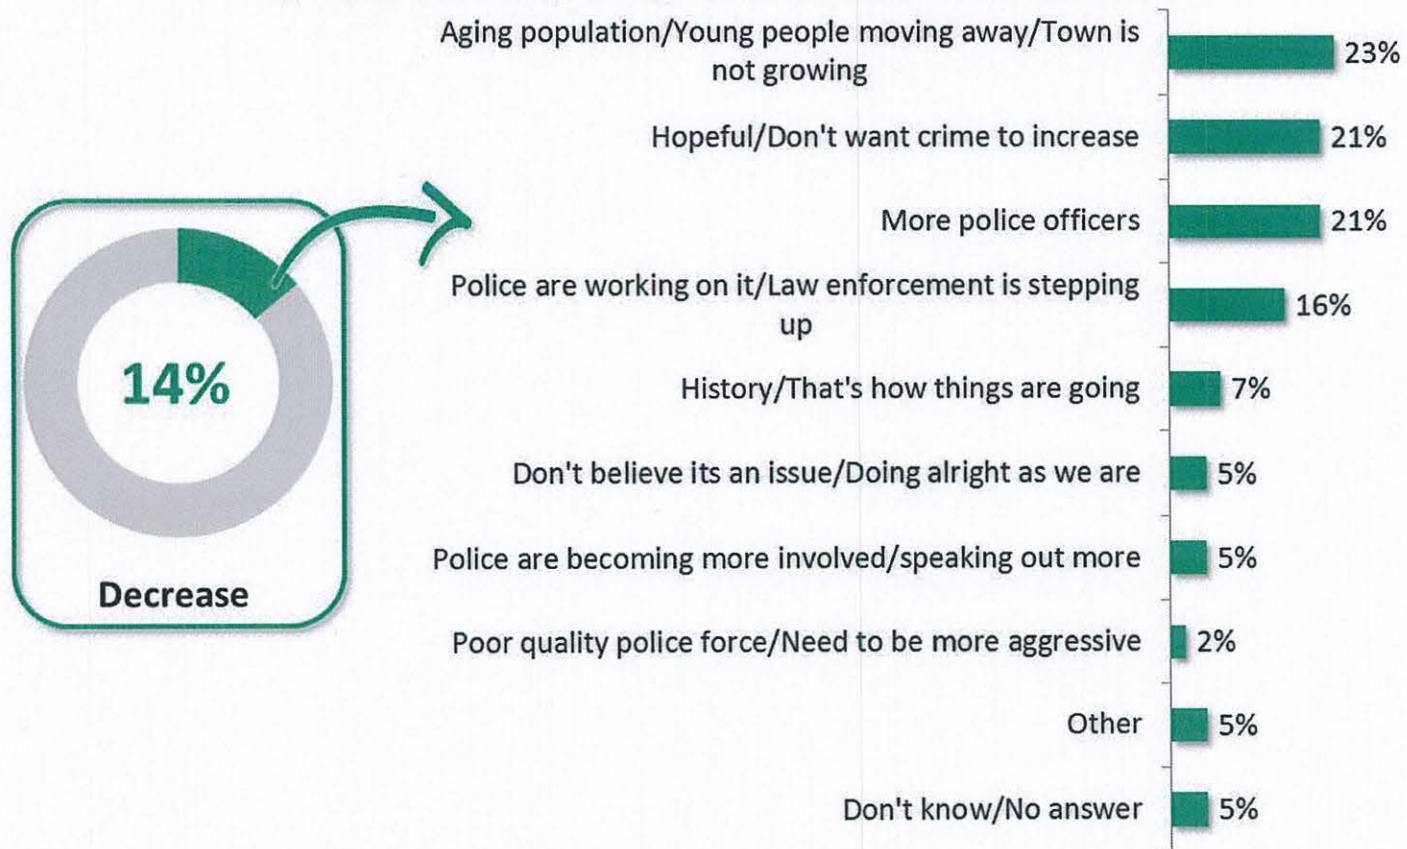 Aging population/Young people moving away/Town is
not growing
23%
Hopeful/Don't want crime to increase
21%
More police officers
21%
Police are working on it/Law enforcement is stepping
up
16%
History/That's how things are going
7%
Don't believe its an issue/Doing alright as we are
5%
Police are becoming more involved/speaking out more
5%
Poor quality police force/Need to be more aggressive
2%
Other
5%
Don't know/No answer
5%
14%
Decrease